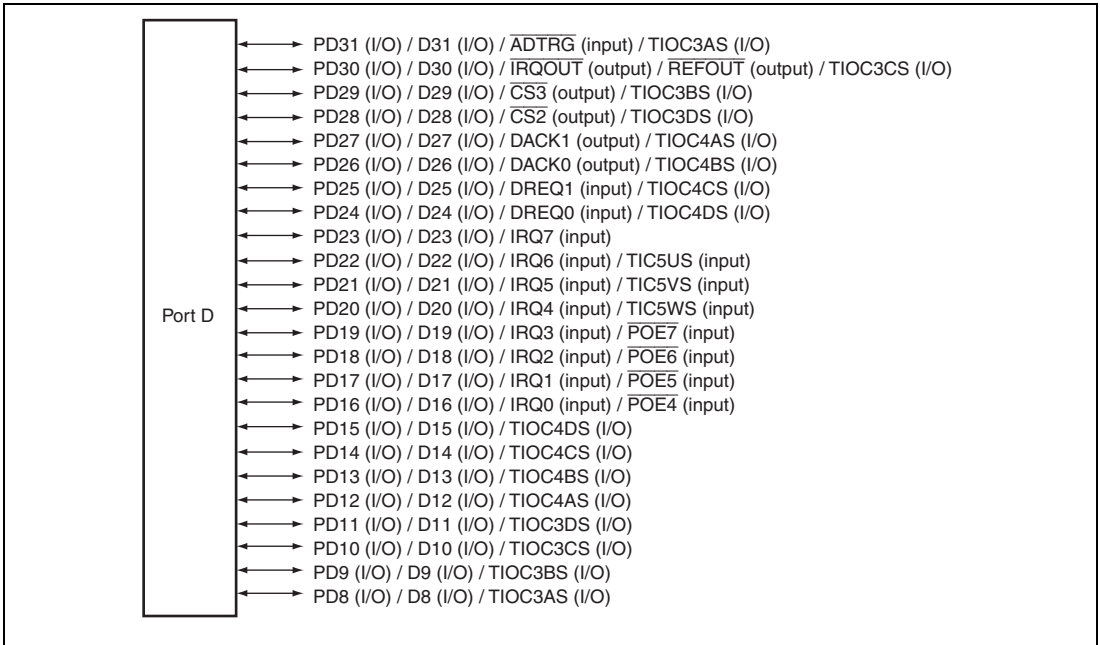 PD31 (I/O) / D31 (I/O) / ADTRG (input) / TIOC3AS (I/O)
PD30 (I/O) / D30 (I/O) / IRQOUT (output) / REFOUT (output) / TIOC3CS (I/O)
PD29 (I/O) / D29 (I/O) / CS3 (output) / TIOC3BS (I/O)
PD28 (I/O) / D28 (I/O) / CS2 (output) / TIOC3DS (I/O)
PD27 (I/O) / D27 (I/O) / DACK1 (output) / TIOC4AS (I/O)
PD26 (I/O) / D26 (I/O) / DACK0 (output) / TIOC4BS (I/O)
PD25 (I/O) / D25 (I/O) / DREQ1 (input) / TIOC4CS (I/O)
PD24 (I/O) / D24 (I/O) / DREQ0 (input) / TIOC4DS (I/O)
PD23 (I/O) / D23 (I/O) / IRQ7 (input)
PD22 (I/O) / D22 (I/O) / IRQ6 (input) / TIC5US (input)
PD21 (I/O) / D21 (I/O) / IRQ5 (input) / TIC5VS (input)
PD20 (I/O) / D20 (I/O) / IRQ4 (input) / TIC5WS (input)
Port D
PD19 (I/O) / D19 (I/O) / IRQ3 (input) / POE7 (input)
PD18 (I/O) / D18 (I/O) / IRQ2 (input) / POE6 (input)
PD17 (I/O) / D17 (I/O) / IRQ1 (input) / POE5 (input)
PD16 (I/O) / D16 (I/O) / IRQ0 (input) / POE4 (input)
PD15 (I/O) / D15 (I/O) / TIOC4DS (I/O)
PD14 (I/O) / D14 (I/O) / TIOC4CS (I/O)
PD13 (I/O) / D13 (I/O) / TIOC4BS (I/O)
PD12 (I/O) / D12 (I/O) / TIOC4AS (I/O)
PD11 (I/O) / D11 (I/O) / TIOC3DS (I/O)
PD10 (I/O) / D10 (I/O) / TIOC3CS (I/O)
PD9 (I/O) / D9 (I/O) / TIOC3BS (I/O)
PD8 (I/O) / D8 (I/O) / TIOC3AS (I/O)